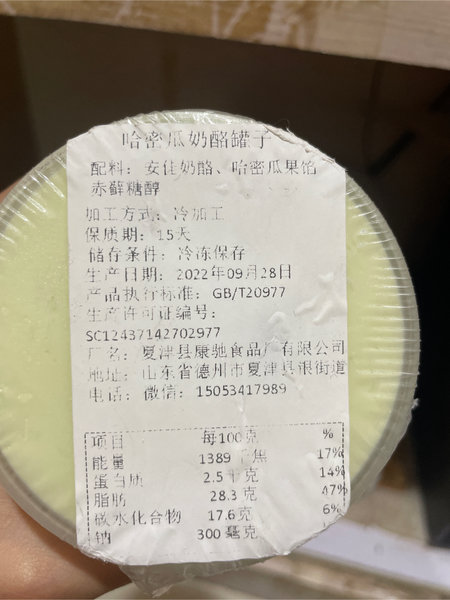 哈密瓜奶酪罐子
配料：安佳奶酪、哈密瓜果馅
赤藓糖醇
加工方式：冷加工
保质期：15天
储存条件：冷冻保存
生产日期：2022年09月28日
产品执行标准：GB/T20977
生产许可证编号：
SC12437142702977
厂名：夏津县康驰食品厂有限公司
地址：山东省德州市夏津县银街道
电话：微信：15053417989
项目 每100克 %
能量 1389千焦 17%
蛋白质 2.5千克 14%
脂肪 28.3克 47%
碳水化合物 17.6克 6%
钠 300毫克